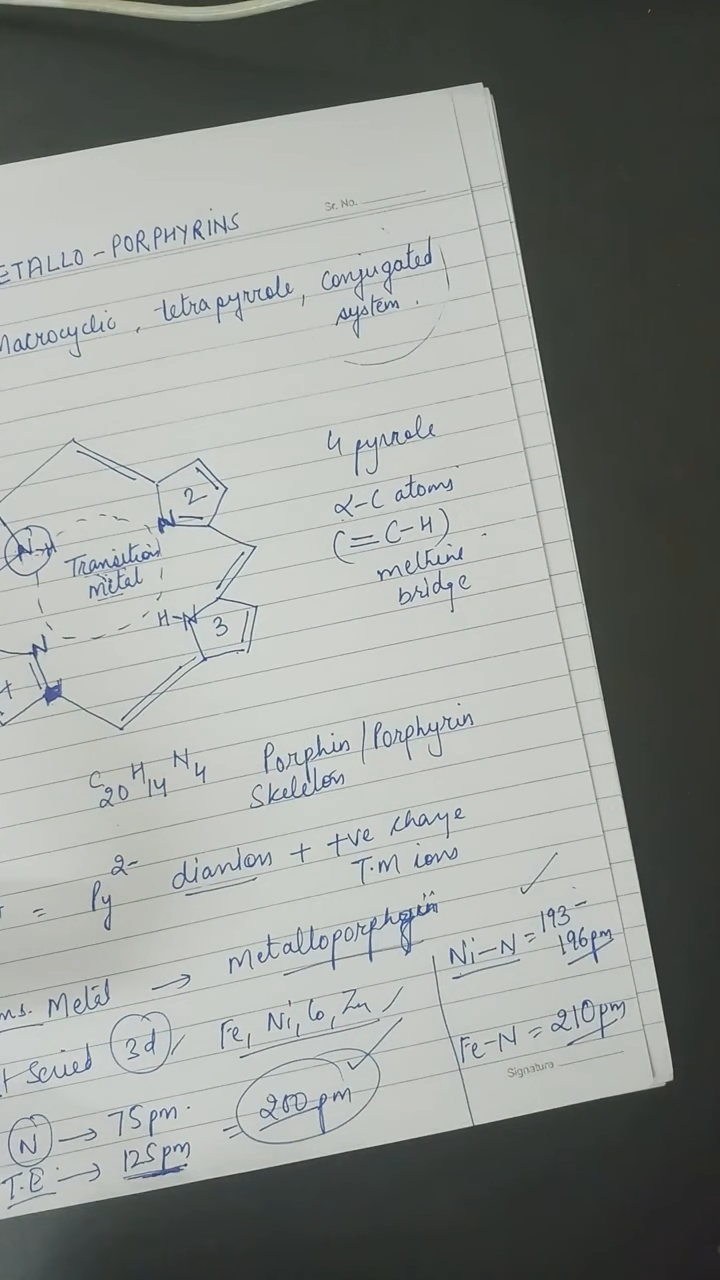 Sr. No.
ETALLO - PORPHYRINS
Macrocyclic, tetrapyrrole, conjugated
system.
4 pyrrole
α-C atoms
(=C-H)
methine
bridge
2
N
N-H
Transition
metal
H-N
3
N
C20H14N4 Porphin/Porphyrin
Skeleton
= Py2- dianion + +ve charge
T.M ions
ns. Metal → metalloporphyrin
t Seried 3d, Fe, Ni, Co, Zn
Ni-N = 193-
196pm
Fe-N = 210pm
Signature
N → 75pm.
T.E → 125pm = 200pm